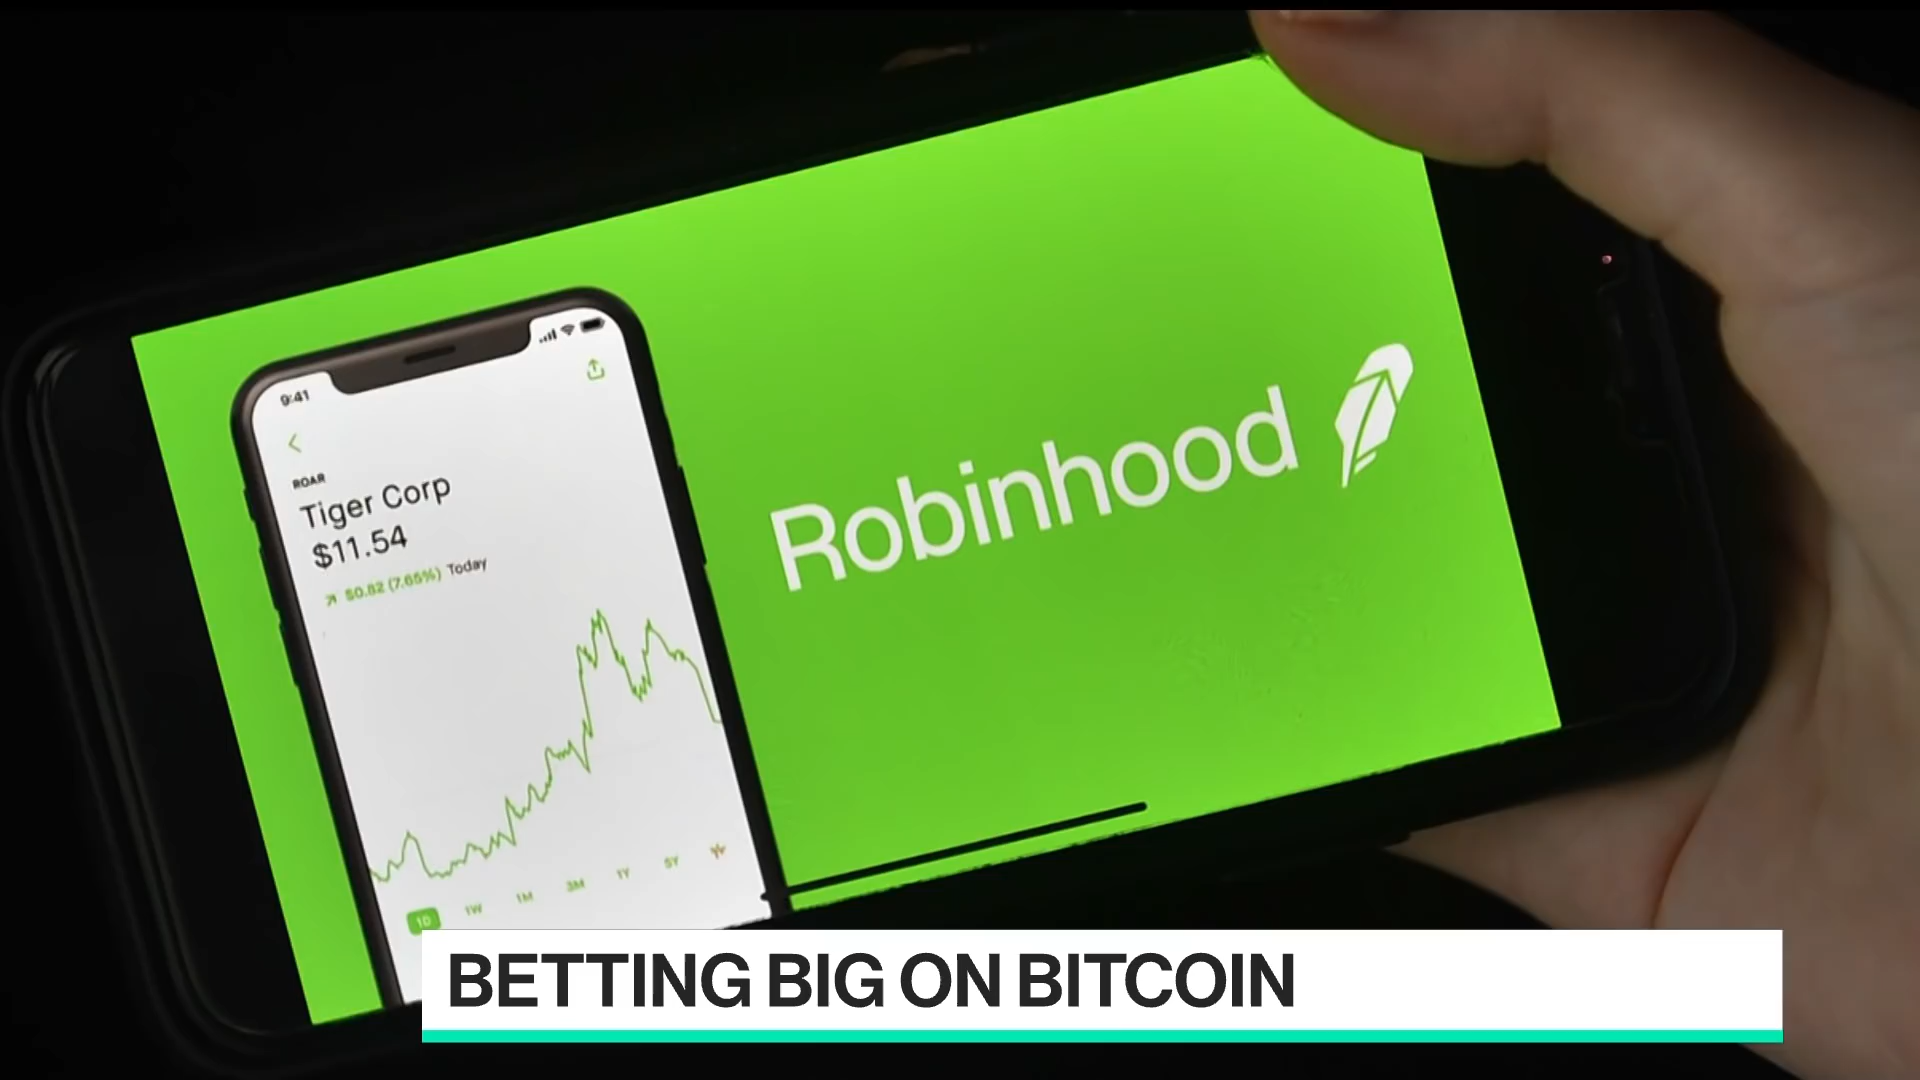 9:41
ROAR
Tiger Corp
$11.54
$0.82 (7.65%) Today
1D 1W 1M 3M 1Y 5Y
Robinhood
BETTING BIG ON BITCOIN